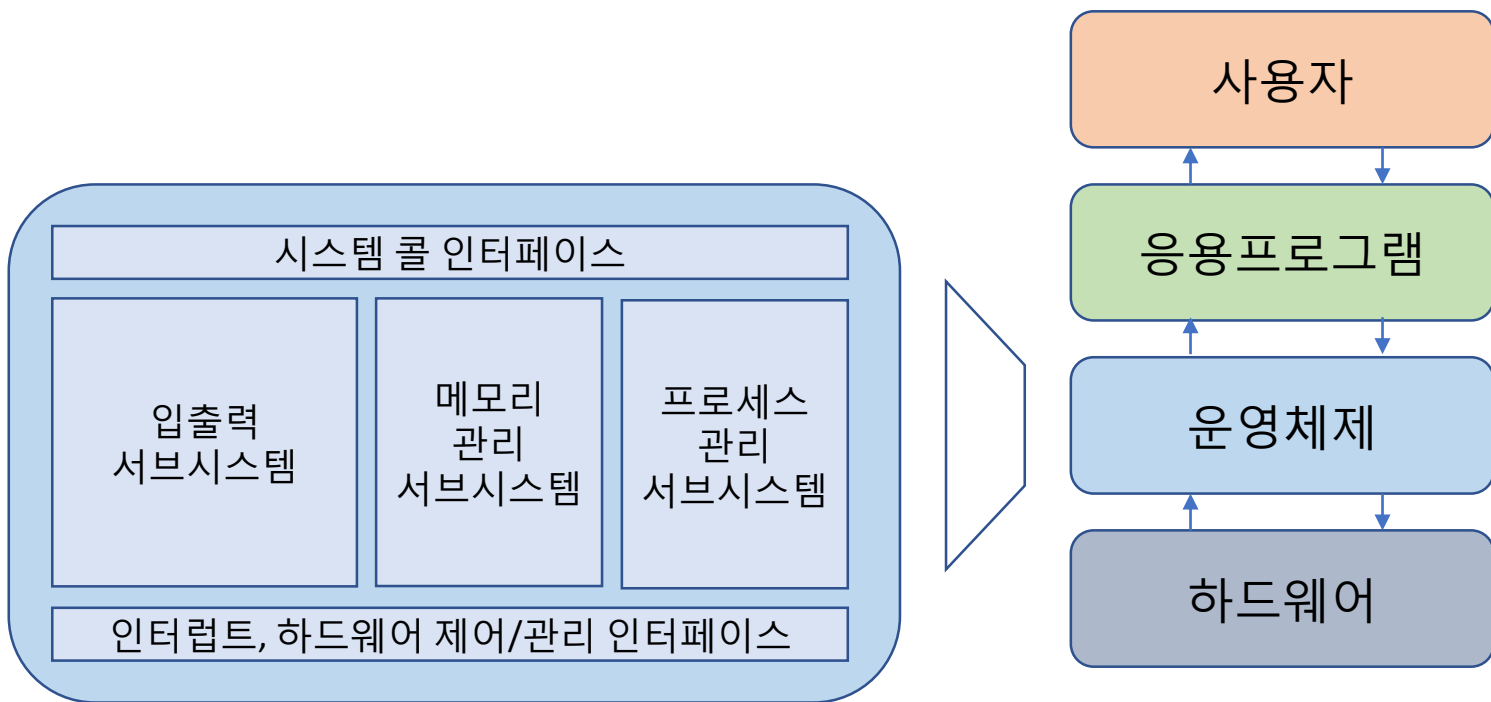 시스템 콜 인터페이스
입출력
서브시스템
메모리
관리
서브시스템
프로세스
관리
서브시스템
인터럽트, 하드웨어 제어/관리 인터페이스
사용자
응용프로그램
운영체제
하드웨어